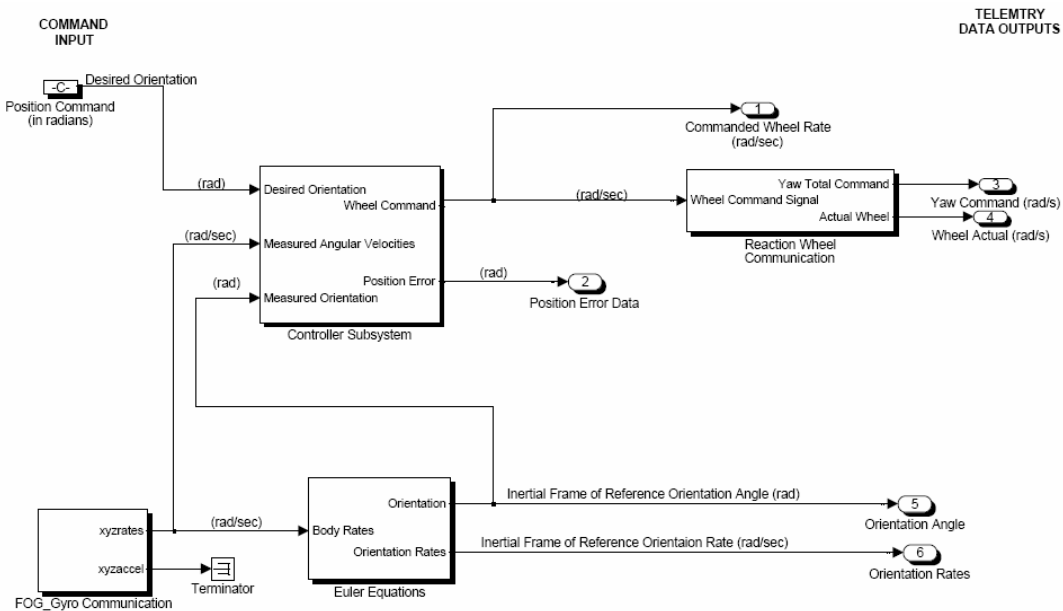 COMMAND
INPUT
TELEMTRY
DATA OUTPUTS
-C-
Desired Orientation
Position Command
(in radians)
1
Commanded Wheel Rate
(rad/sec)
(rad)
Desired Orientation
Wheel Command
(rad/sec)
Measured Angular Velocities
(rad)
Position Error
Measured Orientation
Controller Subsystem
(rad/sec)
Wheel Command Signal
Yaw Total Command
Actual Wheel
Reaction Wheel
Communication
3
Yaw Command (rad/s)
4
Wheel Actual (rad/s)
(rad)
2
Position Error Data
xyzrates
xyzaccel
FOG_Gyro Communication
(rad/sec)
Terminator
Body Rates
Orientation
Orientation Rates
Euler Equations
Inertial Frame of Reference Orientation Angle (rad)
5
Orientation Angle
Inertial Frame of Reference Orientaion Rate (rad/sec)
6
Orientation Rates